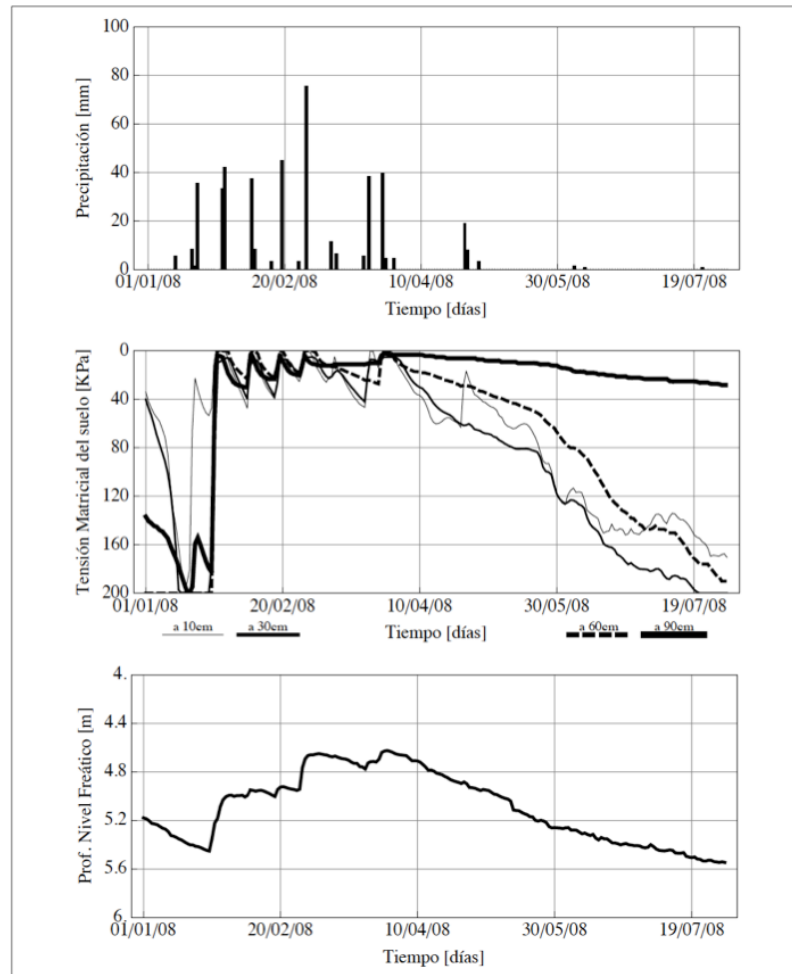 100
80
60
40
20
0
Precipitación [mm]
01/01/08 20/02/08 10/04/08 30/05/08 19/07/08
Tiempo [días]
0
40
80
120
160
200
Tensión Matricial del suelo [KPa]
01/01/08 20/02/08 10/04/08 30/05/08 19/07/08
Tiempo [días]
a 10cm a 30cm a 60cm a 90cm
4.
4.4
4.8
5.2
5.6
6.
Prof. Nivel Freático [m]
01/01/08 20/02/08 10/04/08 30/05/08 19/07/08
Tiempo [días]